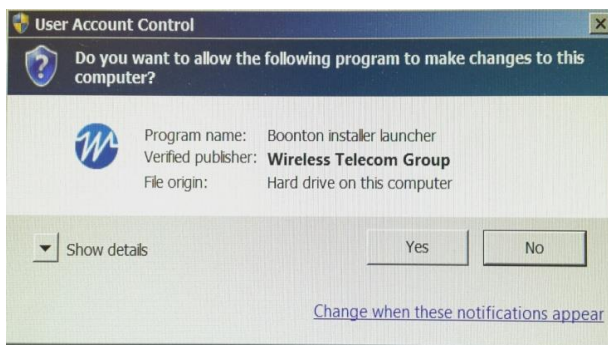 User Account Control
Do you want to allow the following program to make changes to this
computer?
Program name: Boonton installer launcher
Verified publisher: Wireless Telecom Group
File origin: Hard drive on this computer
Show details
Yes
No
Change when these notifications appear